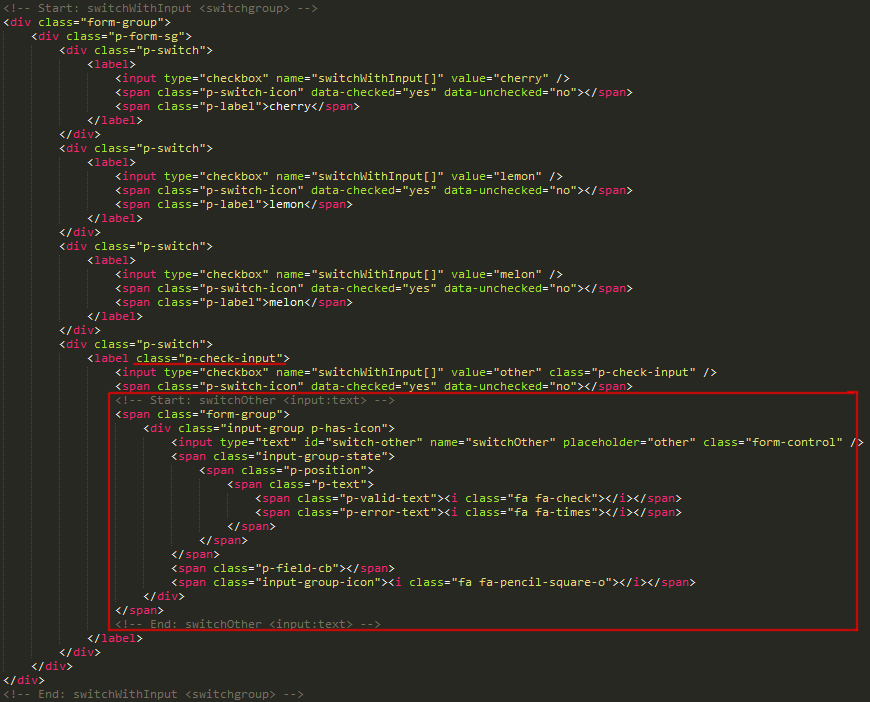 <!-- Start: switchWithInput <switchgroup> -->
<div class="form-group">
    <div class="p-form-sg">
        <div class="p-switch">
            <label>
                <input type="checkbox" name="switchWithInput[]" value="cherry" />
                <span class="p-switch-icon" data-checked="yes" data-unchecked="no"></span>
                <span class="p-label">cherry</span>
            </label>
        </div>
        <div class="p-switch">
            <label>
                <input type="checkbox" name="switchWithInput[]" value="lemon" />
                <span class="p-switch-icon" data-checked="yes" data-unchecked="no"></span>
                <span class="p-label">lemon</span>
            </label>
        </div>
        <div class="p-switch">
            <label>
                <input type="checkbox" name="switchWithInput[]" value="melon" />
                <span class="p-switch-icon" data-checked="yes" data-unchecked="no"></span>
                <span class="p-label">melon</span>
            </label>
        </div>
        <div class="p-switch">
            <label class="p-check-input">
                <input type="checkbox" name="switchWithInput[]" value="other" class="p-check-input" />
                <span class="p-switch-icon" data-checked="yes" data-unchecked="no"></span>
                <!-- Start: switchOther <input:text> -->
                <span class="form-group">
                    <div class="input-group p-has-icon">
                        <input type="text" id="switch-other" name="switchOther" placeholder="other" class="form-control" />
                        <span class="input-group-state">
                            <span class="p-position">
                                <span class="p-text">
                                    <span class="p-valid-text"><i class="fa fa-check"></i></span>
                                    <span class="p-error-text"><i class="fa fa-times"></i></span>
                                </span>
                            </span>
                        </span>
                        <span class="p-field-cb"></span>
                        <span class="input-group-icon"><i class="fa fa-pencil-square-o"></i></span>
                    </div>
                </span>
                <!-- End: switchOther <input:text> -->
            </label>
        </div>
    </div>
</div>
<!-- End: switchWithInput <switchgroup> -->